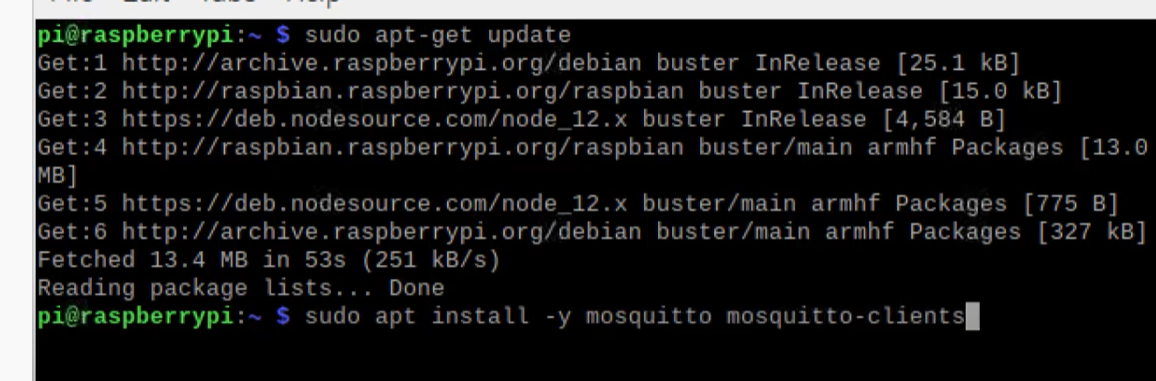 File Edit Tabs Help
pi@raspberrypi:~ $ sudo apt-get update
Get:1 http://archive.raspberrypi.org/debian buster InRelease [25.1 kB]
Get:2 http://raspbian.raspberrypi.org/raspbian buster InRelease [15.0 kB]
Get:3 https://deb.nodesource.com/node_12.x buster InRelease [4,584 B]
Get:4 http://raspbian.raspberrypi.org/raspbian buster/main armhf Packages [13.0
MB]
Get:5 https://deb.nodesource.com/node_12.x buster/main armhf Packages [775 B]
Get:6 http://archive.raspberrypi.org/debian buster/main armhf Packages [327 kB]
Fetched 13.4 MB in 53s (251 kB/s)
Reading package lists... Done
pi@raspberrypi:~ $ sudo apt install -y mosquitto mosquitto-clients